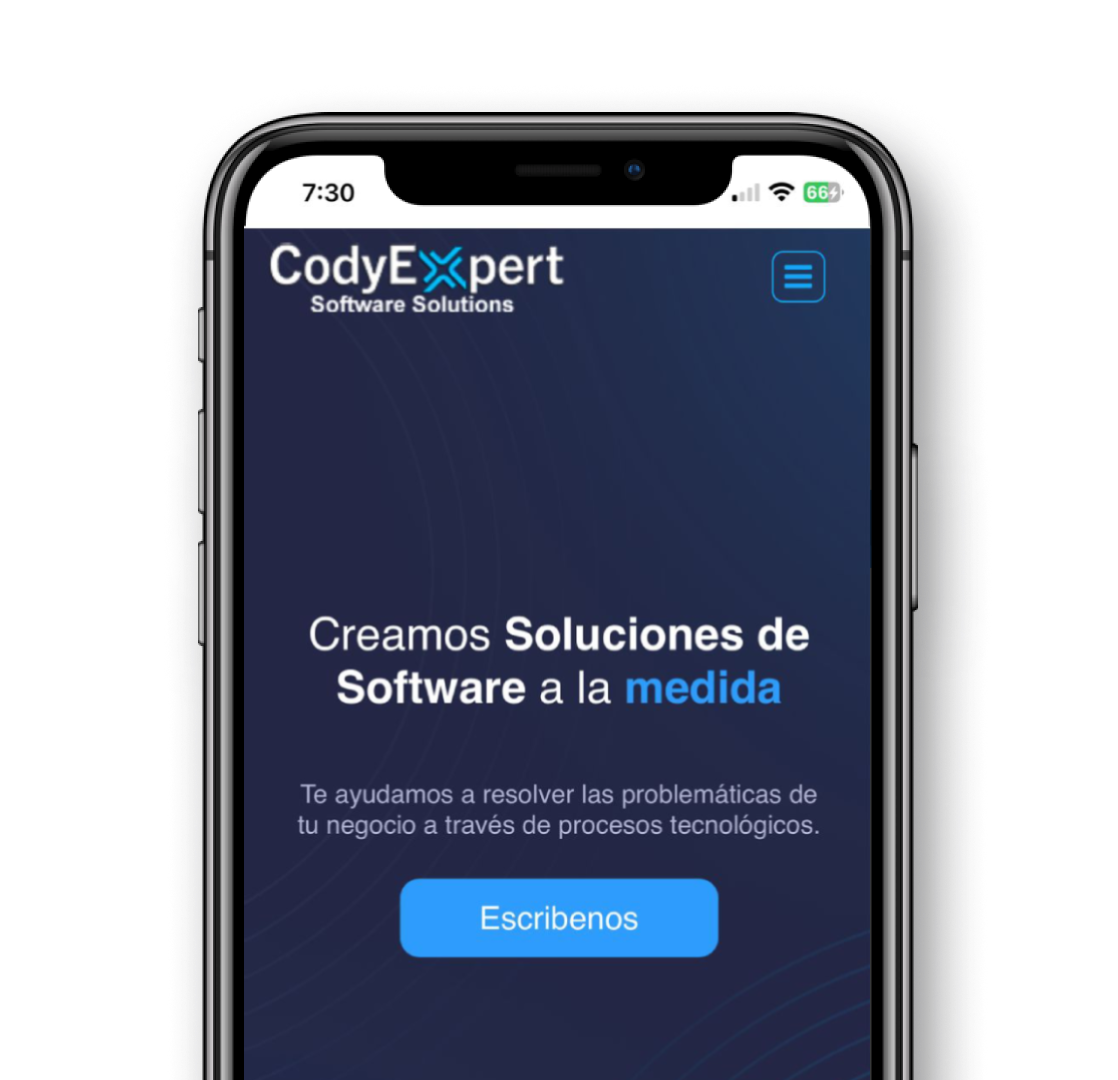 7:30
66
CodyExpert
Software Solutions
Creamos Soluciones de
Software a la medida
Te ayudamos a resolver las problemáticas de
tu negocio a través de procesos tecnológicos.
Escribenos